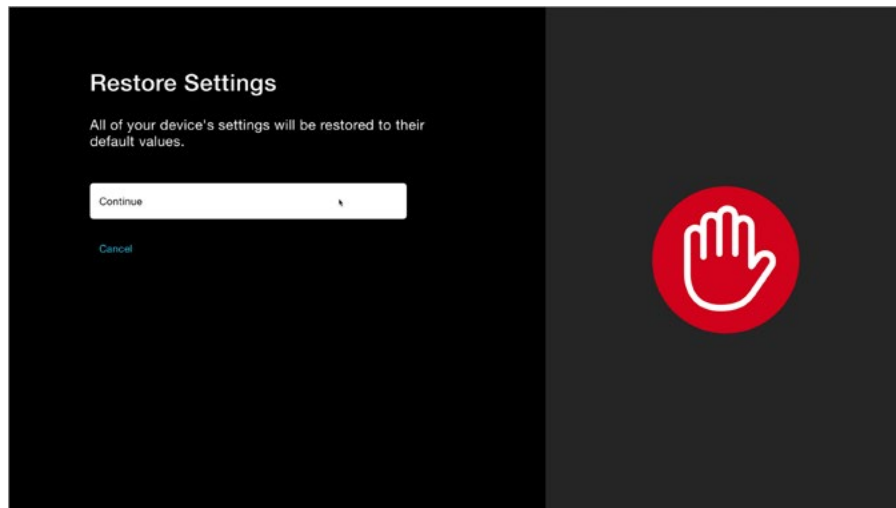 Restore Settings
All of your device's settings will be restored to their
default values.
Continue
Cancel